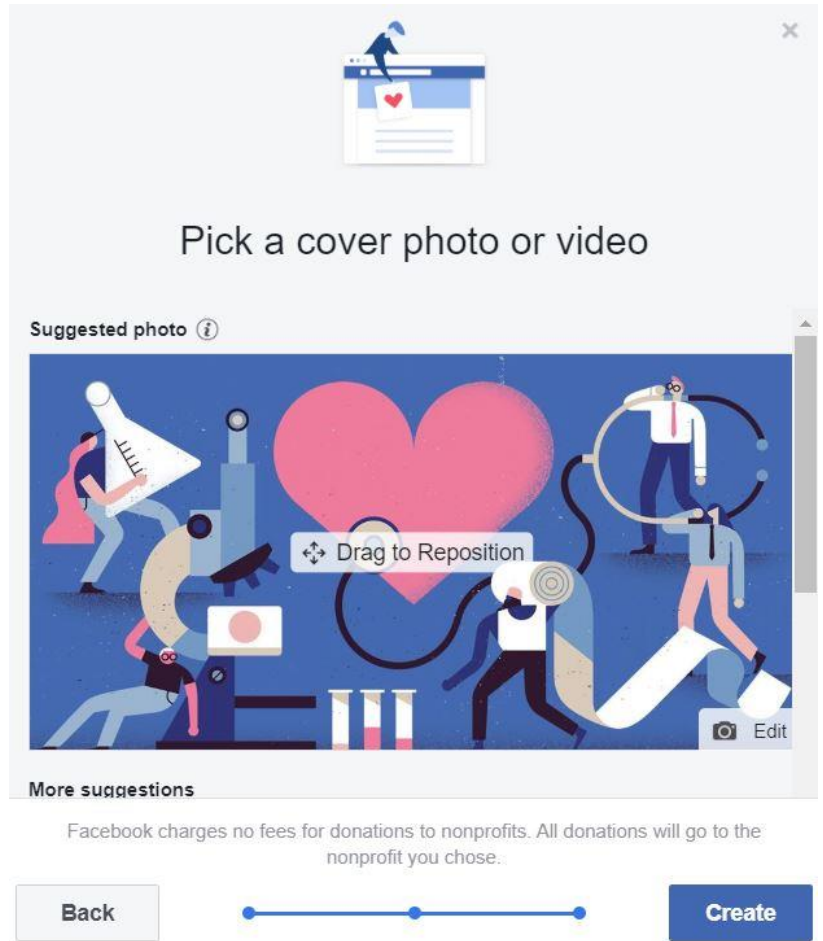 Pick a cover photo or video
Suggested photo
Drag to Reposition
Edit
More suggestions
Facebook charges no fees for donations to nonprofits. All donations will go to the
nonprofit you chose.
Back
Create